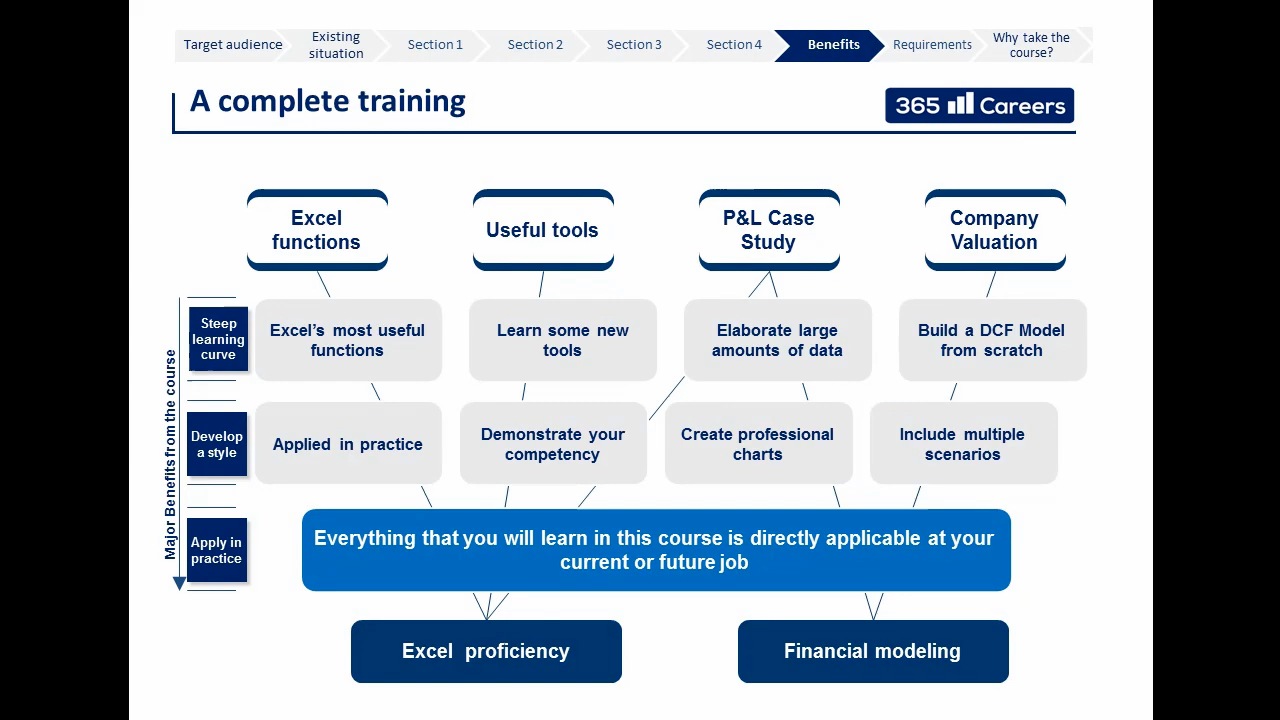 Target audience
Existing
situation
Section 1
Section 2
Section 3
Section 4
Benefits
Requirements
Why take the
course?
A complete training
365 Careers
Excel
functions
Useful tools
P&L Case
Study
Company
Valuation
Major Benefits from the course
Steep
learning
curve
Excel's most useful
functions
Learn some new
tools
Elaborate large
amounts of data
Build a DCF Model
from scratch
Develop
a style
Applied in practice
Demonstrate your
competency
Create professional
charts
Include multiple
scenarios
Apply in
practice
Everything that you will learn in this course is directly applicable at your
current or future job
Excel proficiency
Financial modeling